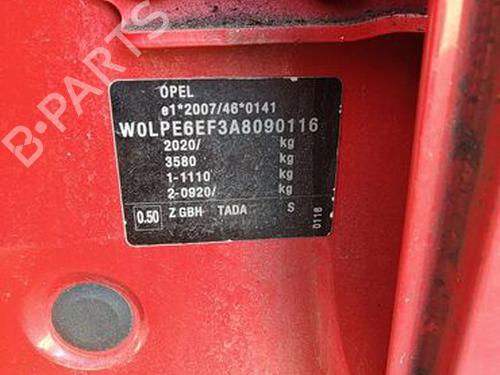 B-PARTS
OPEL
e1*2007/46*0141
W0LPE6EF3A8090116
2020/ kg
3580 kg
1-1110 kg
2-0920/ kg
0.50 Z GBH TADA S
0116